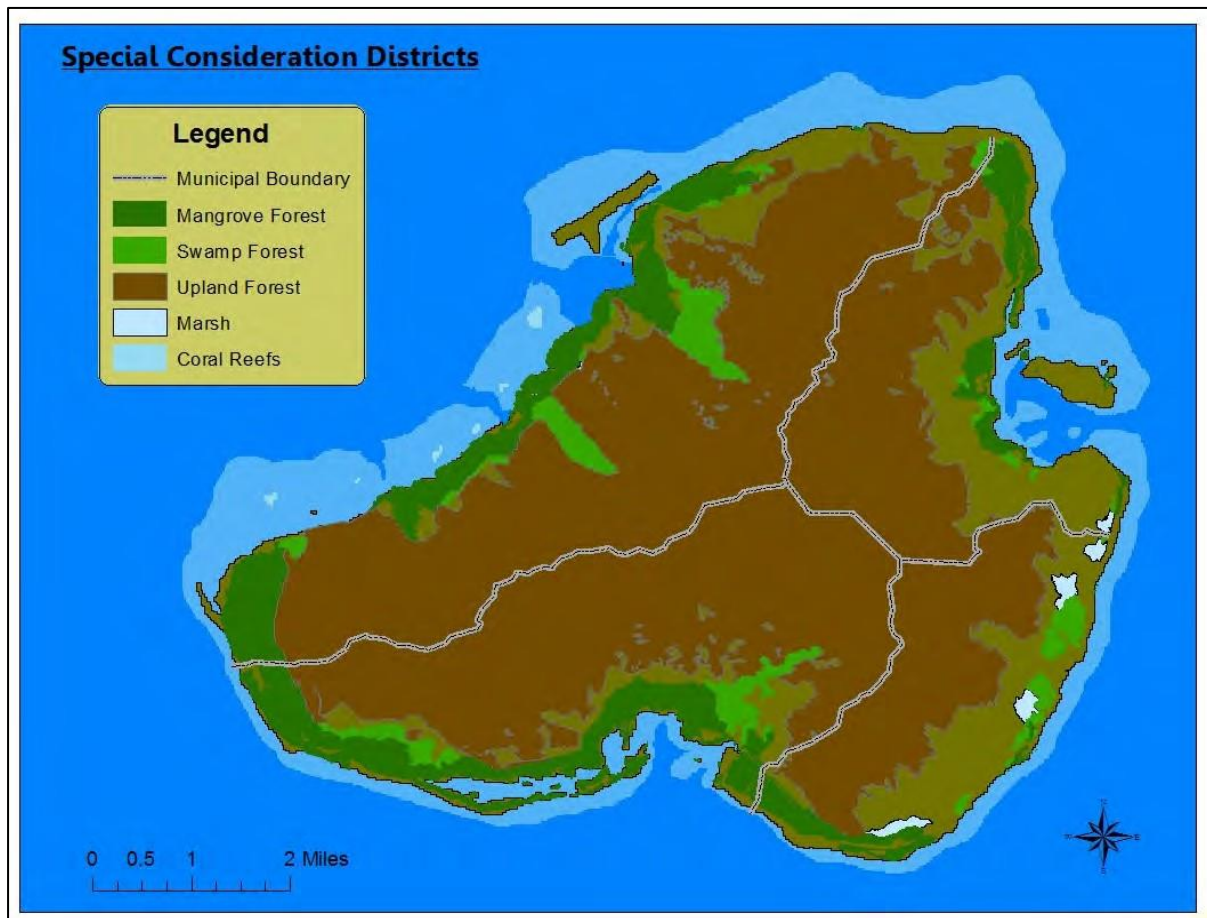 Special Consideration Districts
Legend
Municipal Boundary
Mangrove Forest
Swamp Forest
Upland Forest
Marsh
Coral Reefs
0 0.5 1 2 Miles